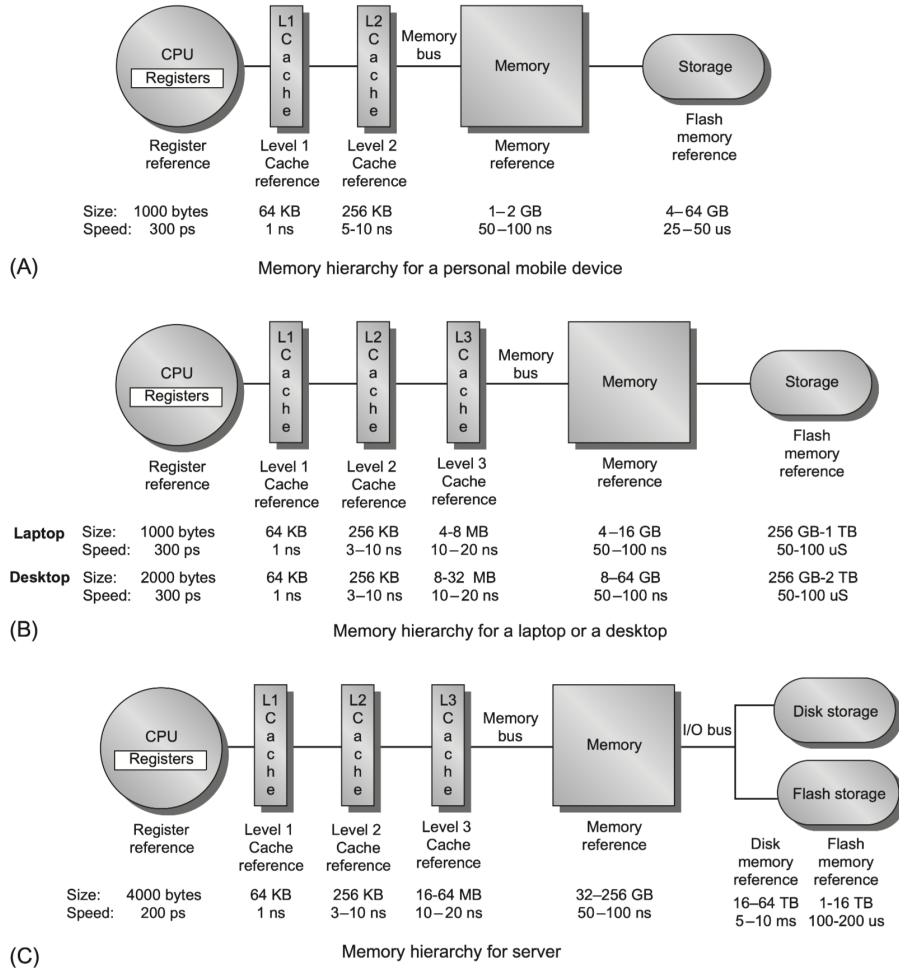 CPU
Registers
L1
C
a
c
h
e
L2
C
a
c
h
e
Memory
bus
Memory
Storage
Register
reference
Level 1
Cache
reference
Level 2
Cache
reference
Memory
reference
Flash
memory
reference
Size: 1000 bytes 64 KB 256 KB 1–2 GB 4–64 GB
Speed: 300 ps 1 ns 5-10 ns 50–100 ns 25–50 us
(A) Memory hierarchy for a personal mobile device
CPU
Registers
L1
C
a
c
h
e
L2
C
a
c
h
e
L3
C
a
c
h
e
Memory
bus
Memory
Storage
Register
reference
Level 1
Cache
reference
Level 2
Cache
reference
Level 3
Cache
reference
Memory
reference
Flash
memory
reference
Laptop Size: 1000 bytes 64 KB 256 KB 4-8 MB 4–16 GB 256 GB-1 TB
Speed: 300 ps 1 ns 3–10 ns 10–20 ns 50–100 ns 50-100 uS
Desktop Size: 2000 bytes 64 KB 256 KB 8-32 MB 8–64 GB 256 GB-2 TB
Speed: 300 ps 1 ns 3–10 ns 10–20 ns 50–100 ns 50-100 uS
(B) Memory hierarchy for a laptop or a desktop
CPU
Registers
L1
C
a
c
h
e
L2
C
a
c
h
e
L3
C
a
c
h
e
Memory
bus
Memory
I/O bus
Disk storage
Flash storage
Register
reference
Level 1
Cache
reference
Level 2
Cache
reference
Level 3
Cache
reference
Memory
reference
Disk
memory
reference
Flash
memory
reference
Size: 4000 bytes 64 KB 256 KB 16-64 MB 32–256 GB 16–64 TB 1-16 TB
Speed: 200 ps 1 ns 3–10 ns 10–20 ns 50–100 ns 5–10 ms 100-200 us
(C) Memory hierarchy for server